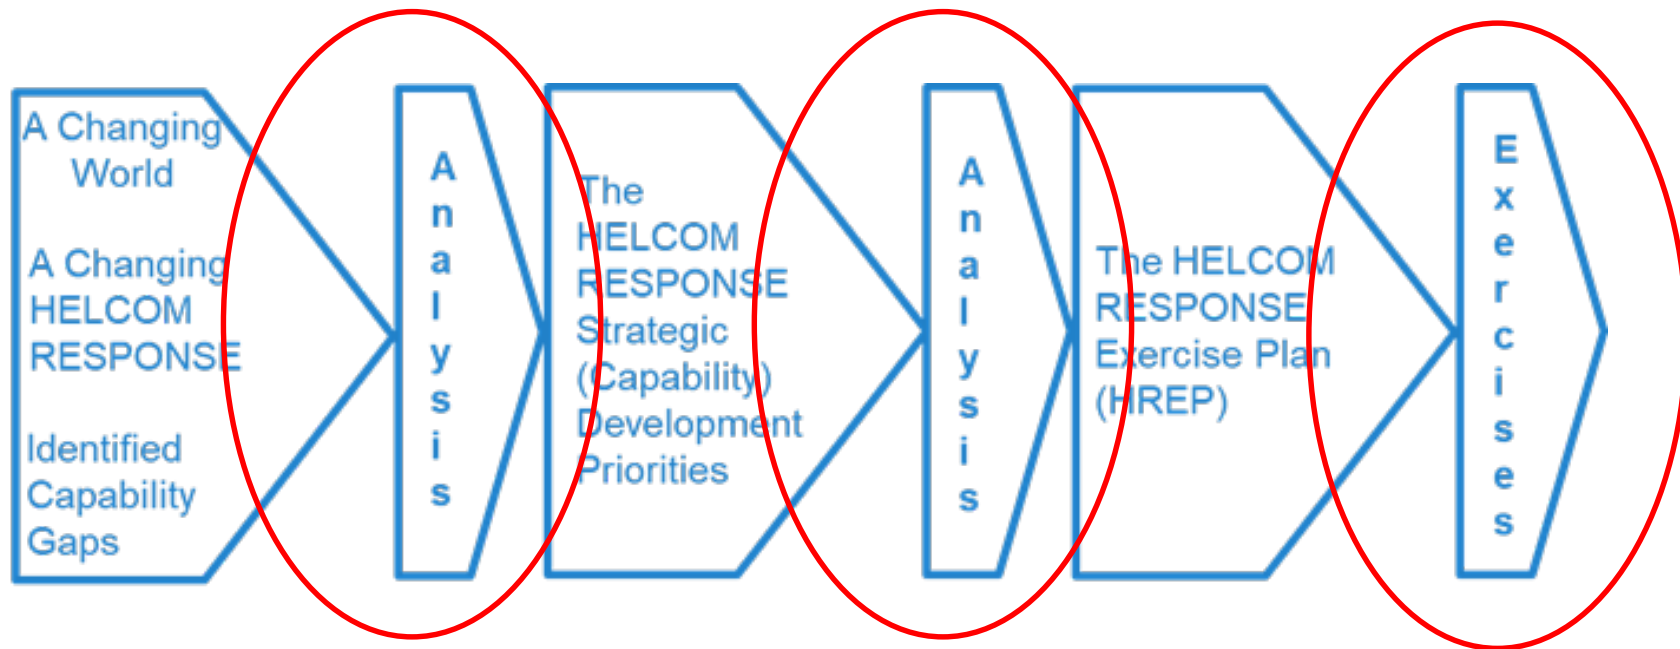 A Changing
World
A Changing
HELCOM
RESPONSE
Identified
Capability
Gaps
Analysis
The
HELCOM
RESPONSE
Strategic
(Capability)
Development
Priorities
Analysis
The HELCOM
RESPONSE
Exercise Plan
(HREP)
Exercises